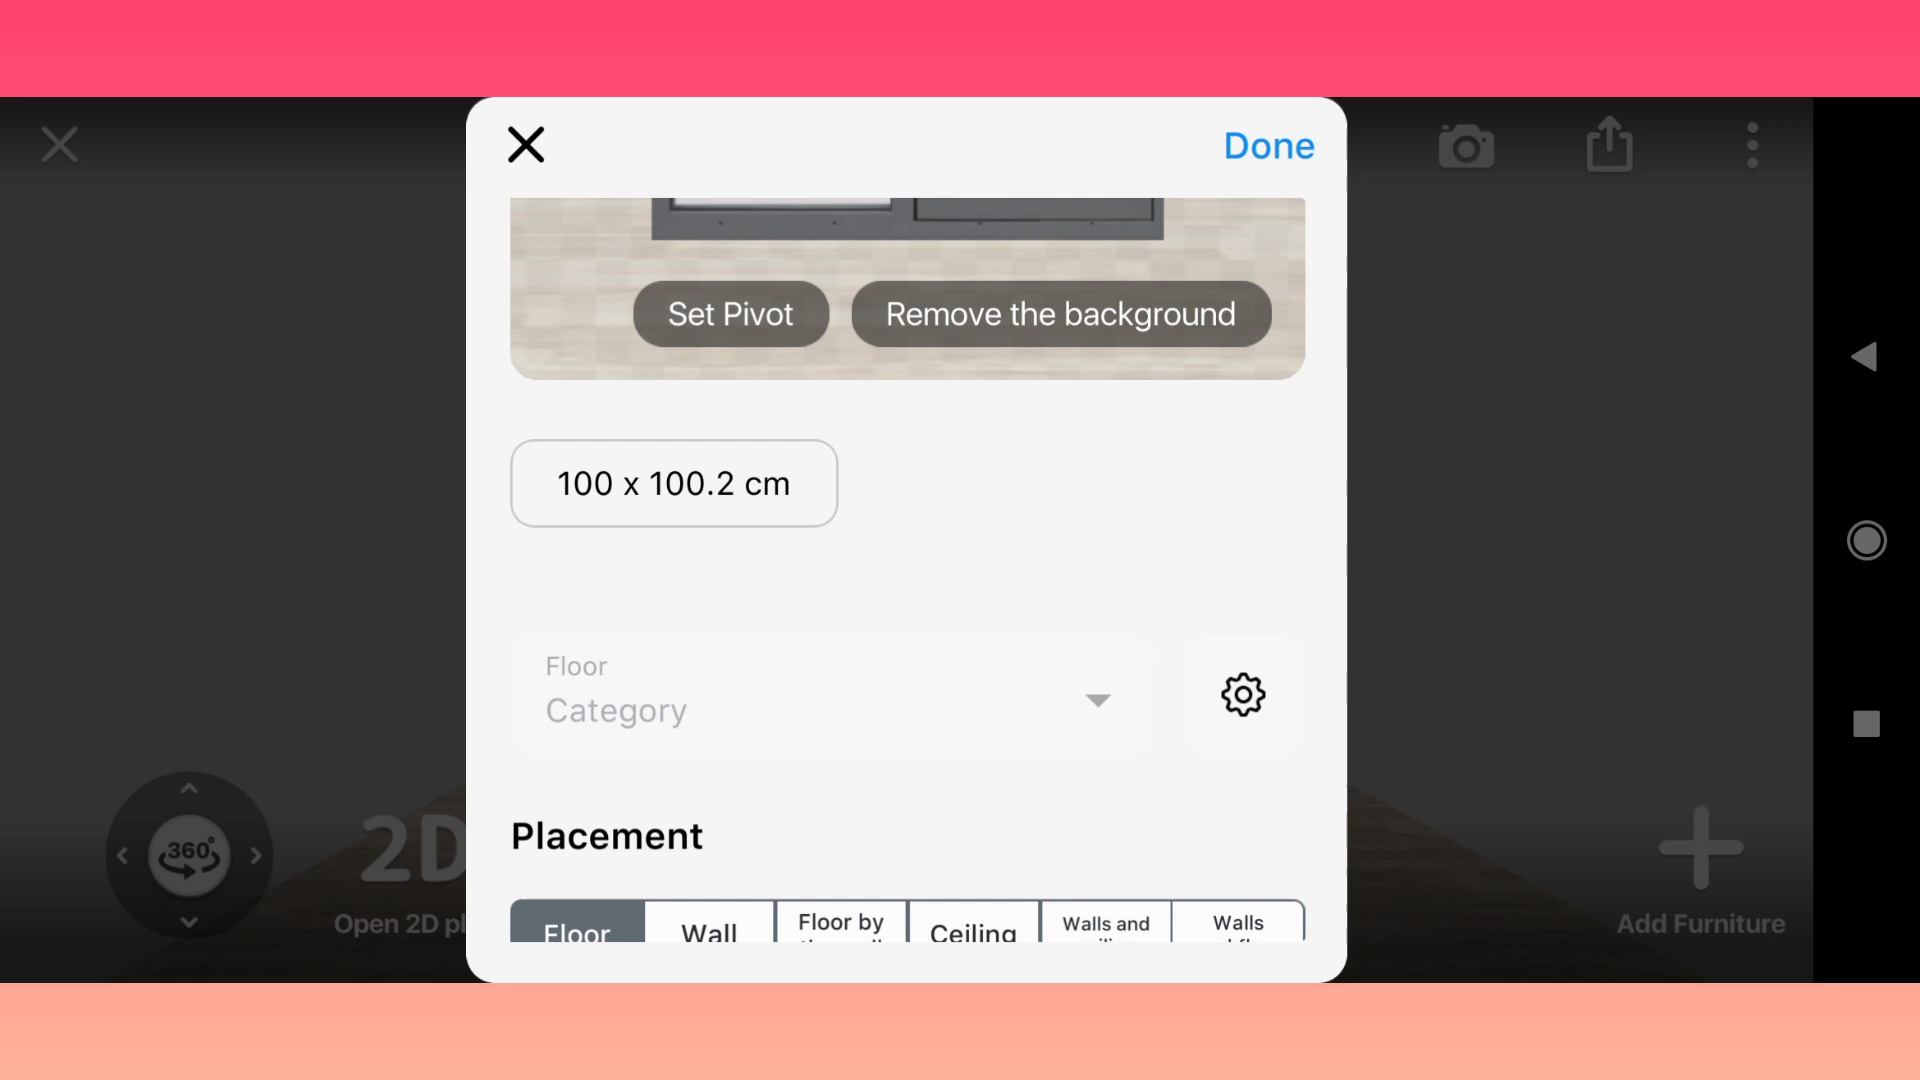 Done
Set Pivot
Remove the background
100 x 100.2 cm
Floor
Category
Placement
Floor
Wall
Floor by
Ceiling
Walls and
Walls
360°
2D
Open 2D pl
Add Furniture